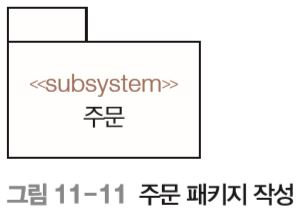 <<subsystem>>
주문
그림 11-11 주문 패키지 작성